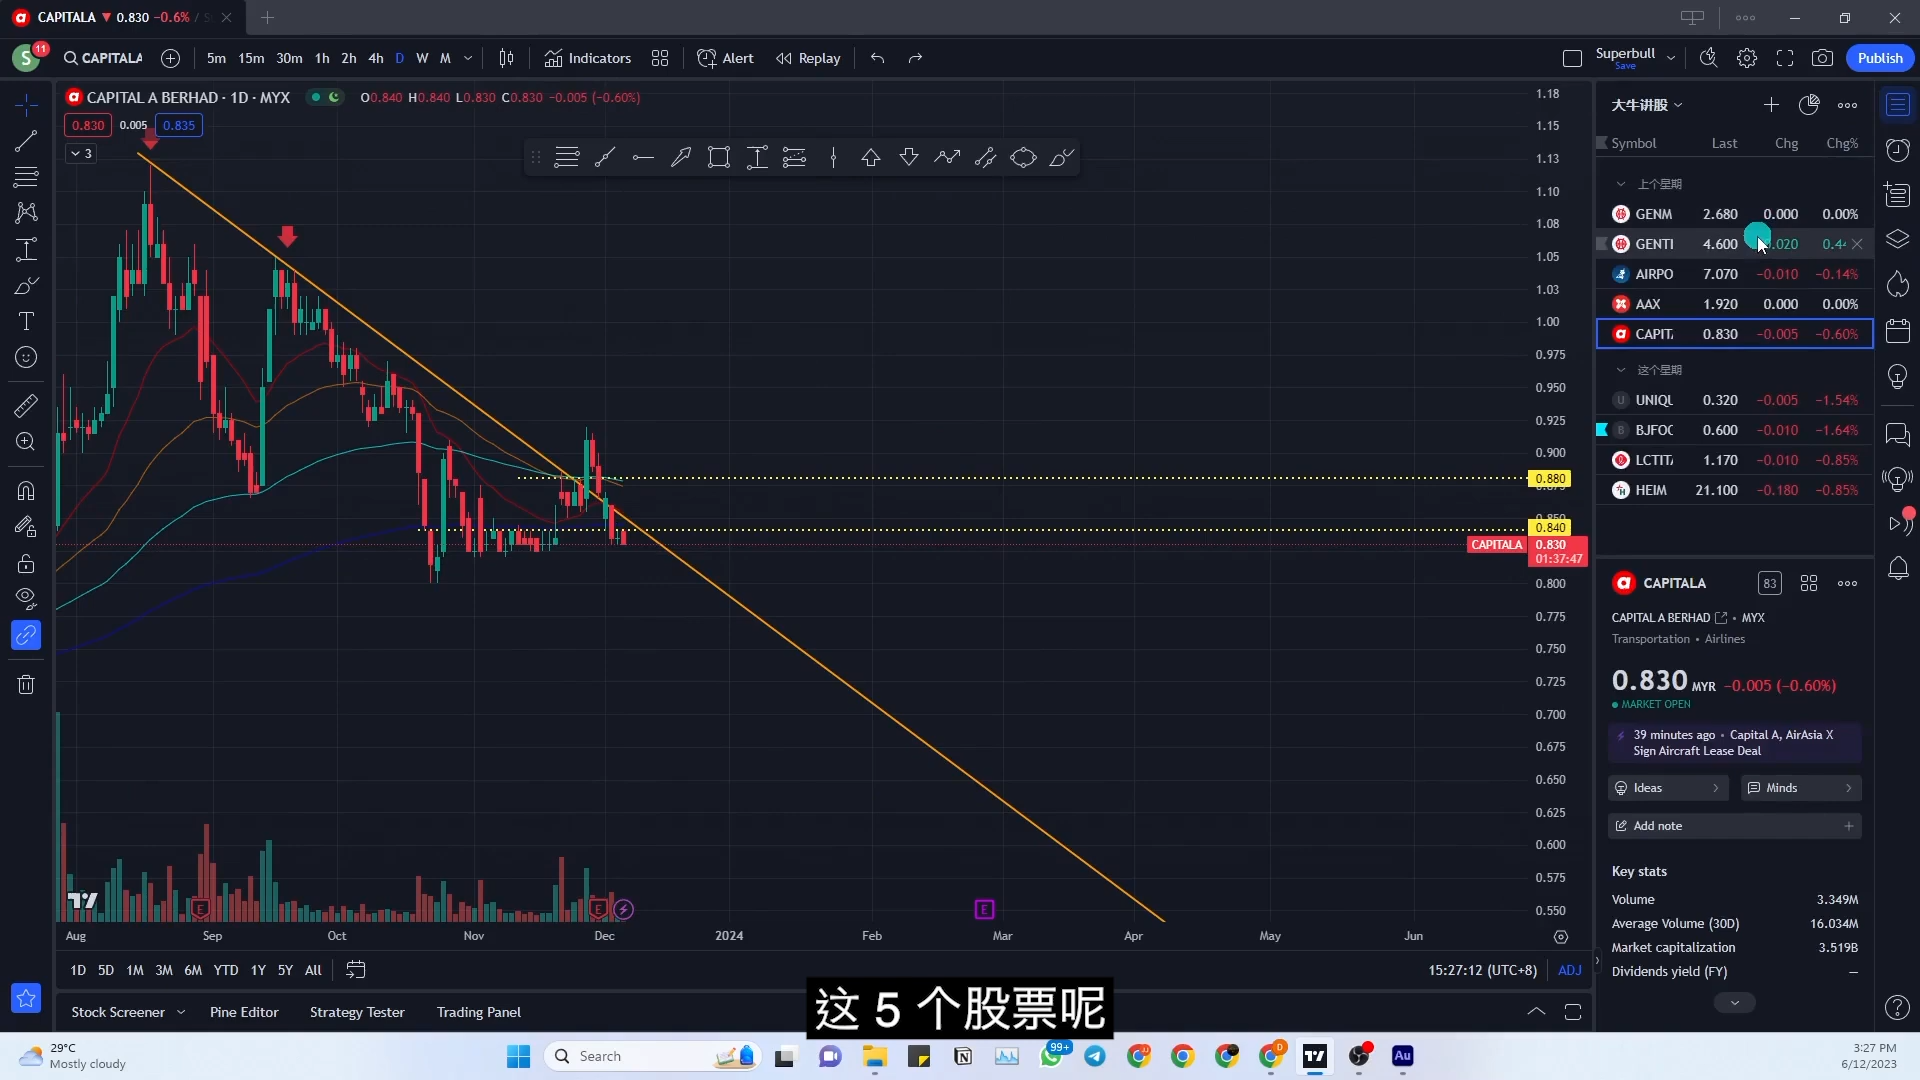 CAPITALA ▼ 0.830 −0.6% /
11
S
CAPITALA
5m 15m 30m 1h 2h 4h D W M
Indicators
Alert
Replay
Superbull
Save
Publish
CAPITAL A BERHAD · 1D · MYX
O0.840 H0.840 L0.830 C0.830 −0.005 (−0.60%)
0.830 0.005 0.835
3
1.18
1.15
1.13
1.10
1.08
1.05
1.03
1.00
0.975
0.950
0.925
0.900
0.880
0.840
CAPITALA 0.830
01:37:47
0.800
0.775
0.750
0.725
0.700
0.675
0.650
0.625
0.600
0.575
0.550
E
E
E
Aug Sep Oct Nov Dec 2024 Feb Mar Apr May Jun
1D 5D 1M 3M 6M YTD 1Y 5Y All
15:27:12 (UTC+8) ADJ
Stock Screener Pine Editor Strategy Tester Trading Panel
大牛讲股
Symbol Last Chg Chg%
上个星期
GENM 2.680 0.000 0.00%
GENTI 4.600 .020 0.44
AIRPO 7.070 −0.010 −0.14%
AAX 1.920 0.000 0.00%
CAPIT 0.830 −0.005 −0.60%
这个星期
U UNIQU 0.320 −0.005 −1.54%
B BJFOO 0.600 −0.010 −1.64%
LCTIT 1.170 −0.010 −0.85%
HEIM 21.100 −0.180 −0.85%
CAPITALA
83
CAPITAL A BERHAD • MYX
Transportation • Airlines
0.830 MYR −0.005 (−0.60%)
MARKET OPEN
39 minutes ago • Capital A, AirAsia X
Sign Aircraft Lease Deal
Ideas
Minds
Add note
Key stats
Volume 3.349M
Average Volume (30D) 16.034M
Market capitalization 3.519B
Dividends yield (FY) —
这 5 个股票呢
29°C
Mostly cloudy
Search
99+
Au
3:27 PM
6/12/2023